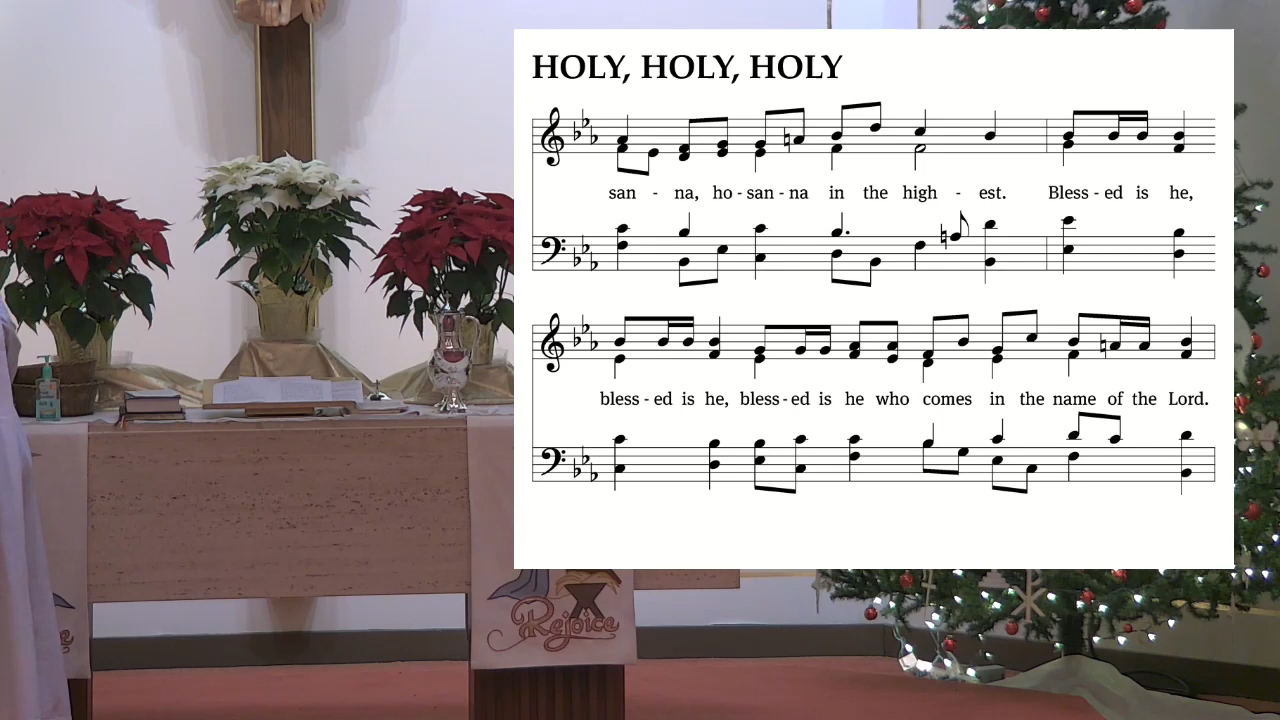 HOLY, HOLY, HOLY
san - na, ho - san - na in the high - est. Bless - ed is he,
bless - ed is he, bless - ed is he who comes in the name of the Lord.
Rejoice